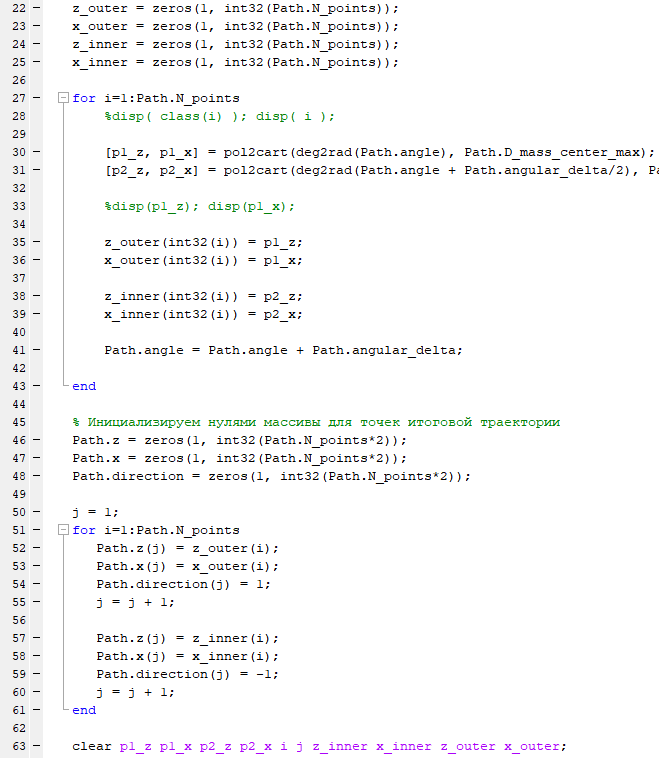 22 – z_outer = zeros(1, int32(Path.N_points));
23 – x_outer = zeros(1, int32(Path.N_points));
24 – z_inner = zeros(1, int32(Path.N_points));
25 – x_inner = zeros(1, int32(Path.N_points));
26
27 – for i=1:Path.N_points
28 %disp( class(i) ); disp( i );
29
30 – [p1_z, p1_x] = pol2cart(deg2rad(Path.angle), Path.D_mass_center_max);
31 – [p2_z, p2_x] = pol2cart(deg2rad(Path.angle + Path.angular_delta/2), Pa
32
33 %disp(p1_z); disp(p1_x);
34
35 – z_outer(int32(i)) = p1_z;
36 – x_outer(int32(i)) = p1_x;
37
38 – z_inner(int32(i)) = p2_z;
39 – x_inner(int32(i)) = p2_x;
40
41 – Path.angle = Path.angle + Path.angular_delta;
42
43 – end
44
45 % Инициализируем нулями массивы для точек итоговой траектории
46 – Path.z = zeros(1, int32(Path.N_points*2));
47 – Path.x = zeros(1, int32(Path.N_points*2));
48 – Path.direction = zeros(1, int32(Path.N_points*2));
49
50 – j = 1;
51 – for i=1:Path.N_points
52 – Path.z(j) = z_outer(i);
53 – Path.x(j) = x_outer(i);
54 – Path.direction(j) = 1;
55 – j = j + 1;
56
57 – Path.z(j) = z_inner(i);
58 – Path.x(j) = x_inner(i);
59 – Path.direction(j) = -1;
60 – j = j + 1;
61 – end
62
63 – clear p1_z p1_x p2_z p2_x i j z_inner x_inner z_outer x_outer;